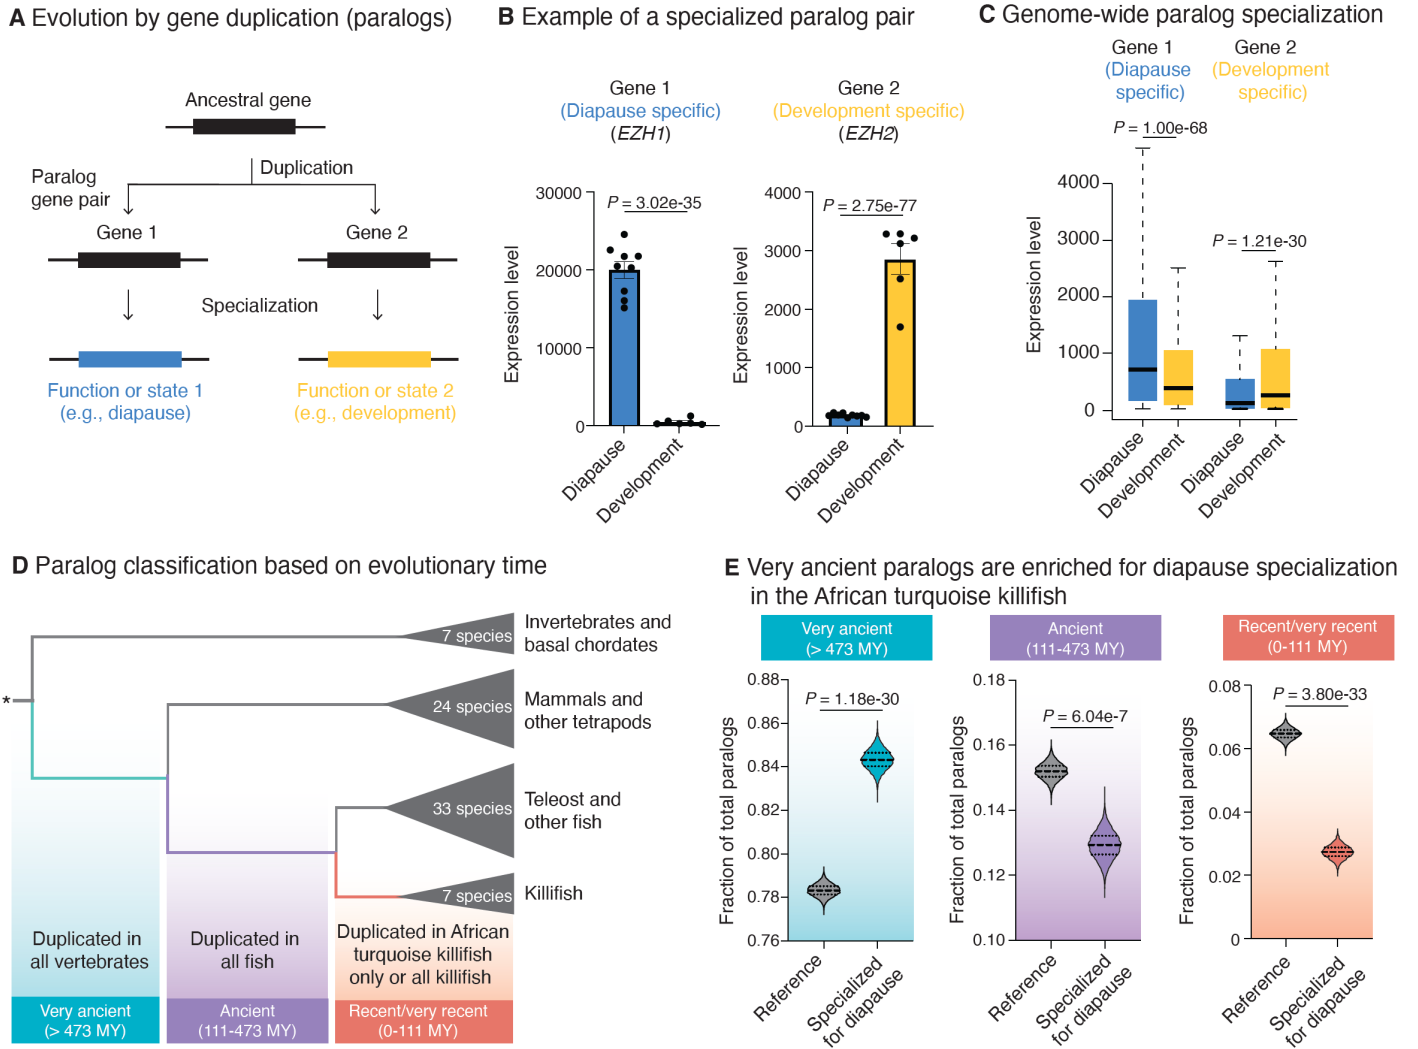 A Evolution by gene duplication (paralogs)
Ancestral gene
Duplication
Paralog
gene pair
Gene 1
Gene 2
Specialization
Function or state 1
(e.g., diapause)
Function or state 2
(e.g., development)
B Example of a specialized paralog pair
Gene 1
(Diapause specific)
(EZH1)
P = 3.02e-35
Expression level
30000
20000
10000
0
Diapause
Development
Gene 2
(Development specific)
(EZH2)
P = 2.75e-77
Expression level
4000
3000
2000
1000
0
Diapause
Development
C Genome-wide paralog specialization
Gene 1
(Diapause
specific)
Gene 2
(Development
specific)
P = 1.00e-68
P = 1.21e-30
Expression level
4000
3000
2000
1000
0
Diapause
Development
Diapause
Development
D Paralog classification based on evolutionary time
*
7 species
Invertebrates and
basal chordates
24 species
Mammals and
other tetrapods
33 species
Teleost and
other fish
7 species
Killifish
Duplicated in
all vertebrates
Duplicated in
all fish
Duplicated in African
turquoise killifish
only or all killifish
Very ancient
(> 473 MY)
Ancient
(111-473 MY)
Recent/very recent
(0-111 MY)
E Very ancient paralogs are enriched for diapause specialization
in the African turquoise killifish
Very ancient
(> 473 MY)
P = 1.18e-30
Fraction of total paralogs
0.88
0.86
0.84
0.82
0.80
0.78
0.76
Reference
Specialized
for diapause
Ancient
(111-473 MY)
P = 6.04e-7
Fraction of total paralogs
0.18
0.16
0.14
0.12
0.10
Reference
Specialized
for diapause
Recent/very recent
(0-111 MY)
P = 3.80e-33
Fraction of total paralogs
0.08
0.06
0.04
0.02
0
Reference
Specialized
for diapause